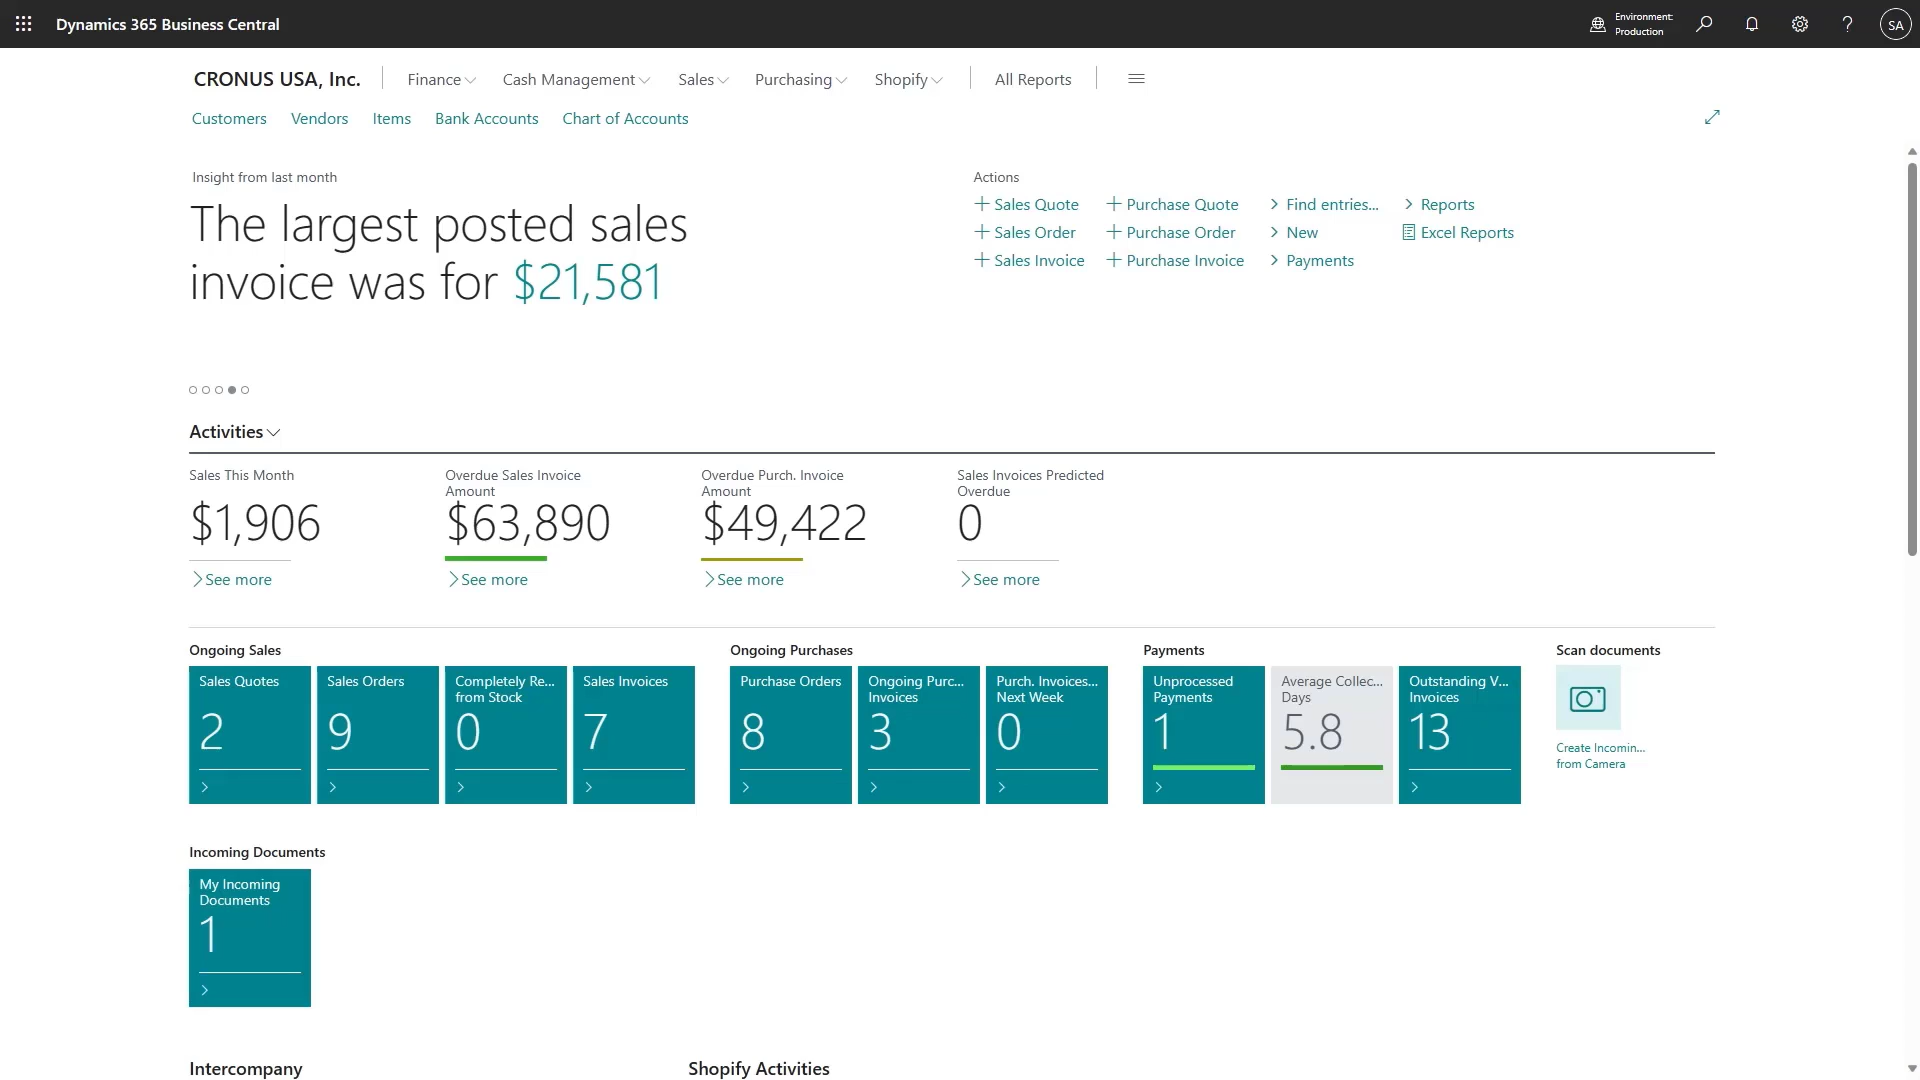 Dynamics 365 Business Central
Environment:
Production
SA
CRONUS USA, Inc.
Finance
Cash Management
Sales
Purchasing
Shopify
All Reports
Customers
Vendors
Items
Bank Accounts
Chart of Accounts
Insight from last month
The largest posted sales
invoice was for $21,581
Actions
Sales Quote
Purchase Quote
Find entries...
Reports
Sales Order
Purchase Order
New
Excel Reports
Sales Invoice
Purchase Invoice
Payments
Activities
Sales This Month
$1,906
See more
Overdue Sales Invoice
Amount
$63,890
See more
Overdue Purch. Invoice
Amount
$49,422
See more
Sales Invoices Predicted
Overdue
0
See more
Ongoing Sales
Sales Quotes
2
Sales Orders
9
Completely Re...
from Stock
0
Sales Invoices
7
Ongoing Purchases
Purchase Orders
8
Ongoing Purc...
Invoices
3
Purch. Invoices...
Next Week
0
Payments
Unprocessed
Payments
1
Average Collec...
Days
5.8
Outstanding V...
Invoices
13
Scan documents
Create Incomin...
from Camera
Incoming Documents
My Incoming
Documents
1
Intercompany
Shopify Activities